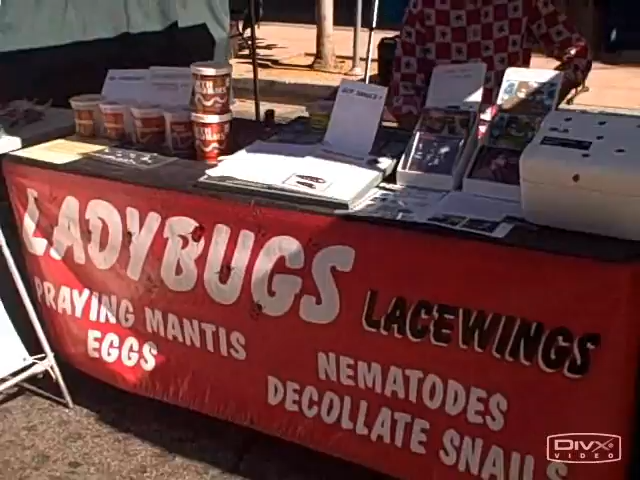 LADYBUGS
LACEWINGS
PRAYING MANTIS
EGGS
NEMATODES
DECOLLATE SNAILS
DIVX
VIDEO